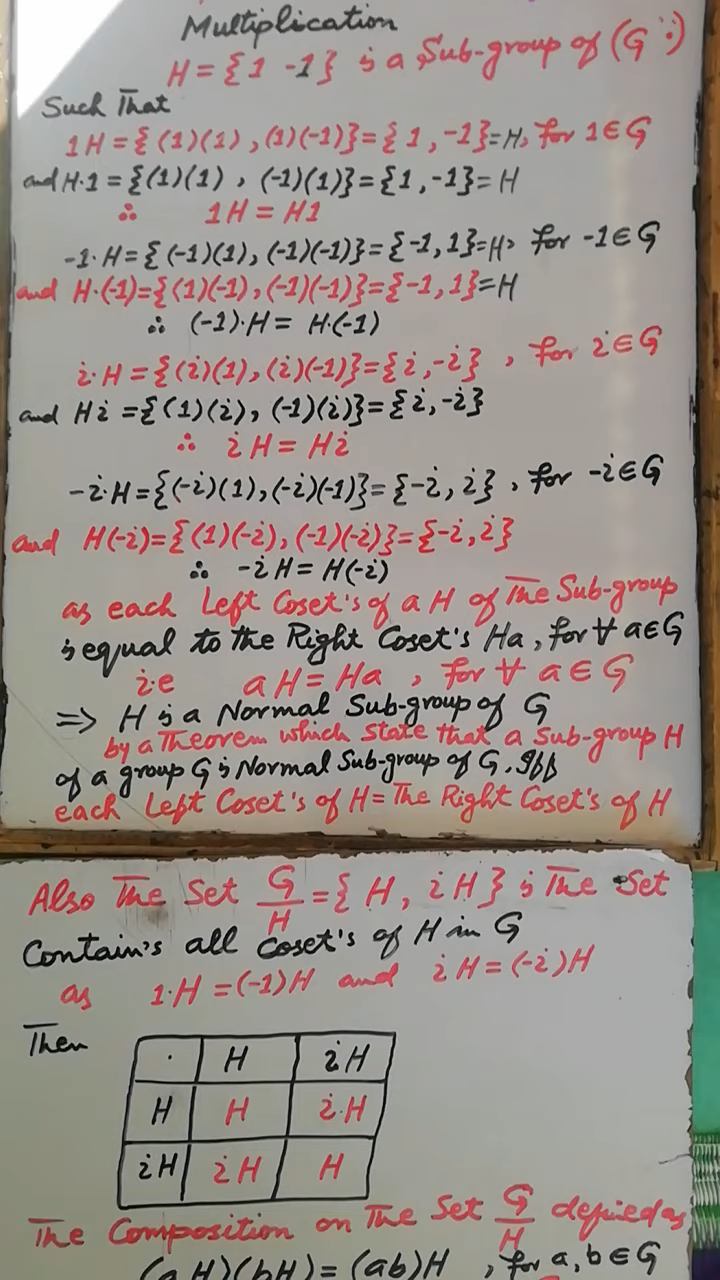 Multiplication
H = {1 -1} is a Sub-group of (G ·)
Such That
1H = {(1)(1), (1)(-1)} = {1, -1} = H, for 1∈G
and H·1 = {(1)(1), (-1)(1)} = {1, -1} = H
∴ 1H = H1
-1·H = {(-1)(1), (-1)(-1)} = {-1, 1} = H, for -1∈G
and H·(-1) = {(1)(-1), (-1)(-1)} = {-1, 1} = H
∴ (-1)·H = H·(-1)
i·H = {(i)(1), (i)(-1)} = {i, -i}, for i∈G
and Hi = {(1)(i), (-1)(i)} = {i, -i}
∴ iH = Hi
-i·H = {(-i)(1), (-i)(-1)} = {-i, i}, for -i∈G
and H(-i) = {(1)(-i), (-1)(-i)} = {-i, i}
∴ -iH = H(-i)
as each Left Coset's of aH of The Sub-group
is equal to the Right Coset's Ha, for ∀ a∈G
i.e aH = Ha, for ∀ a∈G
=> H is a Normal Sub-group of G
by a Theorem which state that a Sub-group H
of a group G is Normal Sub-group of G. Iff
each Left Coset's of H = The Right Coset's of H
Also The Set G/H = {H, iH} is The Set
Contain's all Coset's of H in G
as 1·H = (-1)H and iH = (-i)H
Then
· H iH
H H i·H
iH iH H
The Composition on The Set G/H defined as
(aH)(bH) = (ab)H, for a, b ∈ G